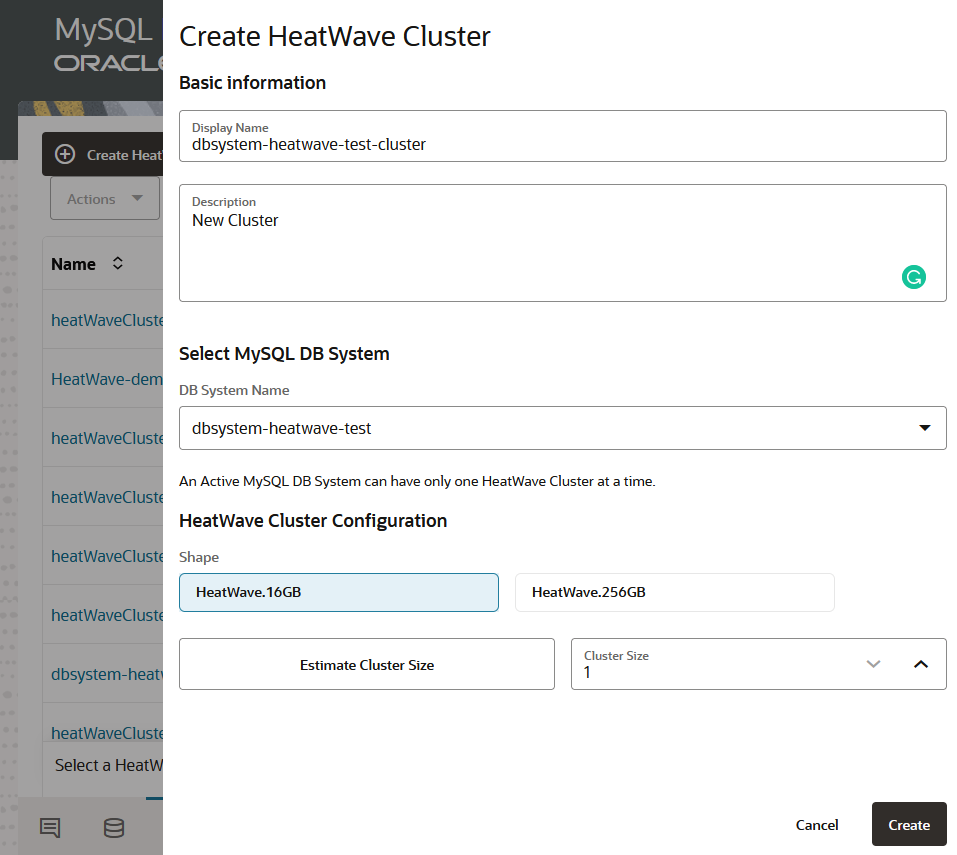 MySQL
ORACLE
Create HeatWave Cluster
Basic information
Display Name
dbsystem-heatwave-test-cluster
Description
New Cluster
Select MySQL DB System
DB System Name
dbsystem-heatwave-test
An Active MySQL DB System can have only one HeatWave Cluster at a time.
HeatWave Cluster Configuration
Shape
HeatWave.16GB
HeatWave.256GB
Estimate Cluster Size
Cluster Size
1
Cancel
Create
Create HeatW
Actions
Name
heatWaveCluste
HeatWave-dem
heatWaveCluste
heatWaveCluste
heatWaveCluste
heatWaveCluste
dbsystem-heatw
heatWaveCluste
Select a HeatW